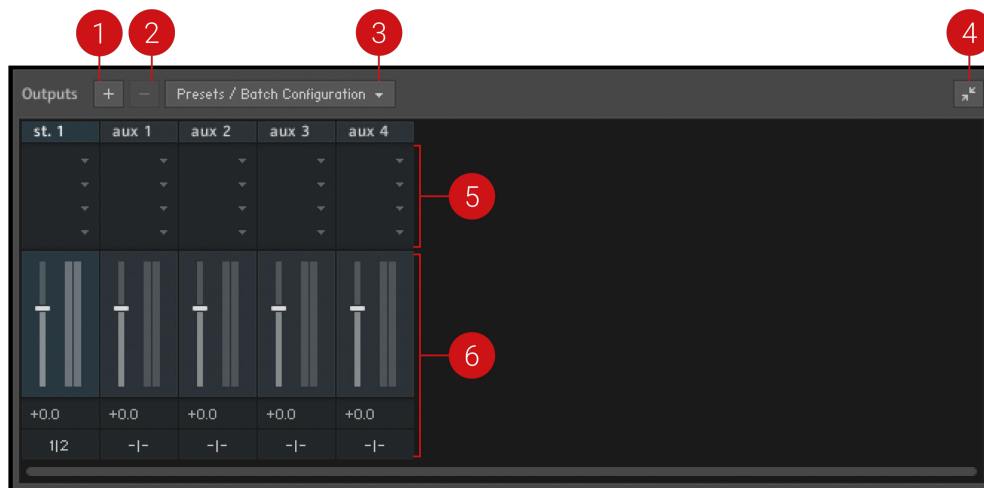 1 2 3 4
Outputs + - Presets / Batch Configuration
st. 1 aux 1 aux 2 aux 3 aux 4
5
6
+0.0 +0.0 +0.0 +0.0 +0.0
1|2 -|- -|- -|- -|-